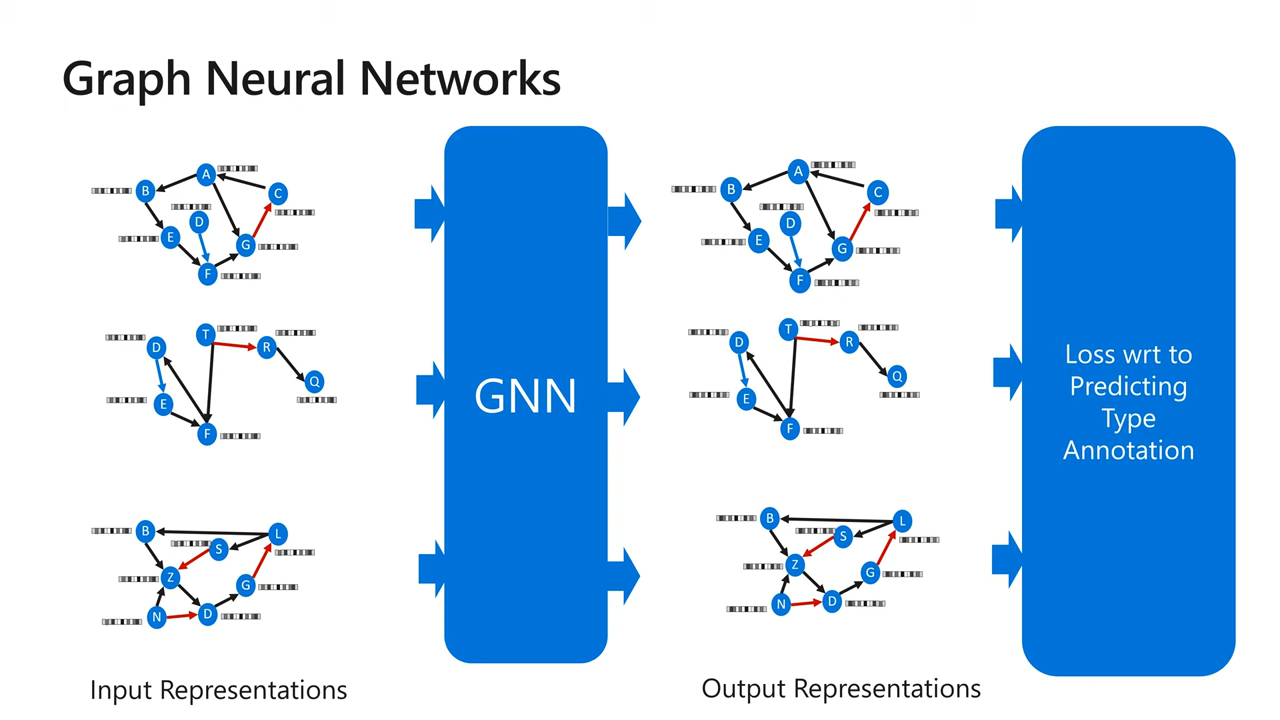 Graph Neural Networks
A
B
C
D
E
G
F
A
B
C
D
E
G
F
T
D
R
Q
E
F
T
D
R
Q
E
F
GNN
Loss wrt to
Predicting
Type
Annotation
B
L
S
Z
G
N
D
B
L
S
Z
G
N
D
Input Representations
Output Representations